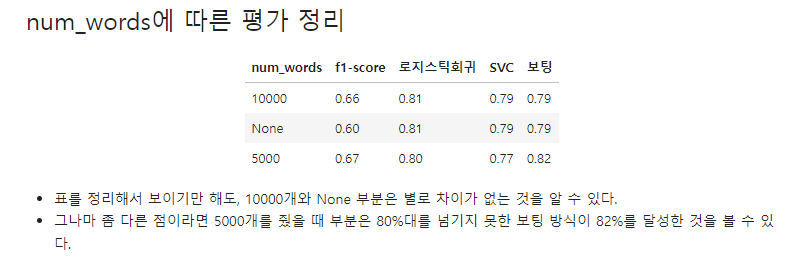 num_words에 따른 평가 정리
num_words f1-score 로지스틱회귀 SVC 보팅
10000 0.66 0.81 0.79 0.79
None 0.60 0.81 0.79 0.79
5000 0.67 0.80 0.77 0.82
• 표를 정리해서 보이기만 해도, 10000개와 None 부분은 별로 차이가 없는 것을 알 수 있다.
• 그나마 좀 다른 점이라면 5000개를 줬을 때 부분은 80%대를 넘기지 못한 보팅 방식이 82%를 달성한 것을 볼 수 있
다.